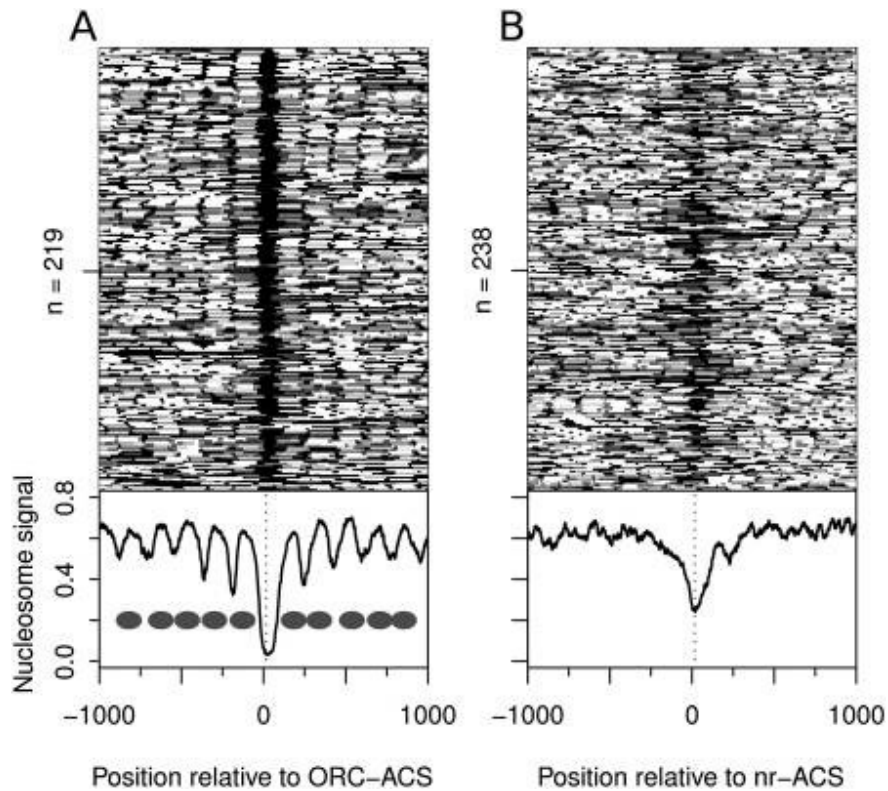 A
B
n = 219
n = 238
Nucleosome signal
0.8
0.4
0.0
−1000 0 1000
−1000 0 1000
Position relative to ORC−ACS
Position relative to nr−ACS